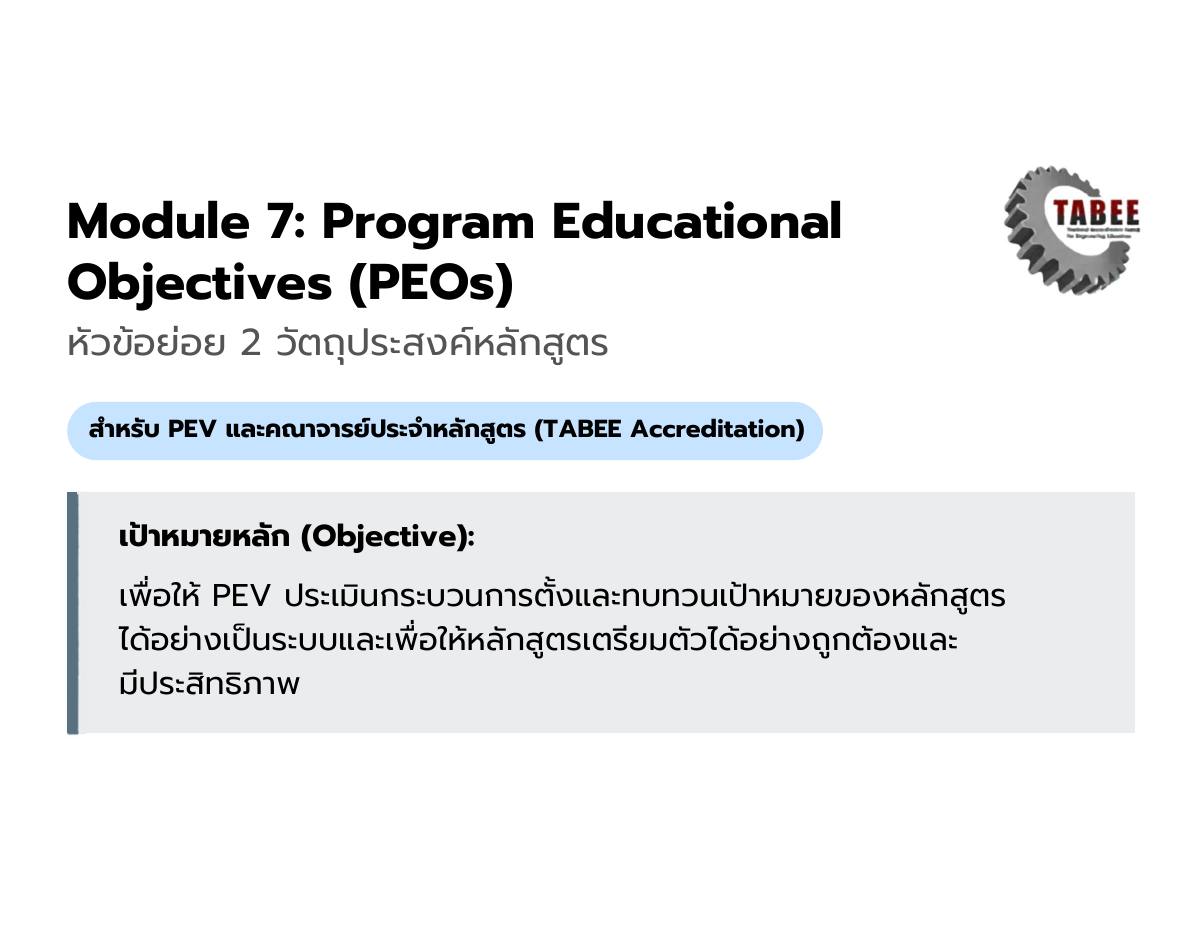 Module 7: Program Educational
Objectives (PEOs)
หัวข้อย่อย 2 วัตถุประสงค์หลักสูตร
TABEE
สำหรับ PEV และคณาจารย์ประจำหลักสูตร (TABEE Accreditation)
เป้าหมายหลัก (Objective):
เพื่อให้ PEV ประเมินกระบวนการตั้งและทบทวนเป้าหมายของหลักสูตร
ได้อย่างเป็นระบบและเพื่อให้หลักสูตรเตรียมตัวได้อย่างถูกต้องและ
มีประสิทธิภาพ